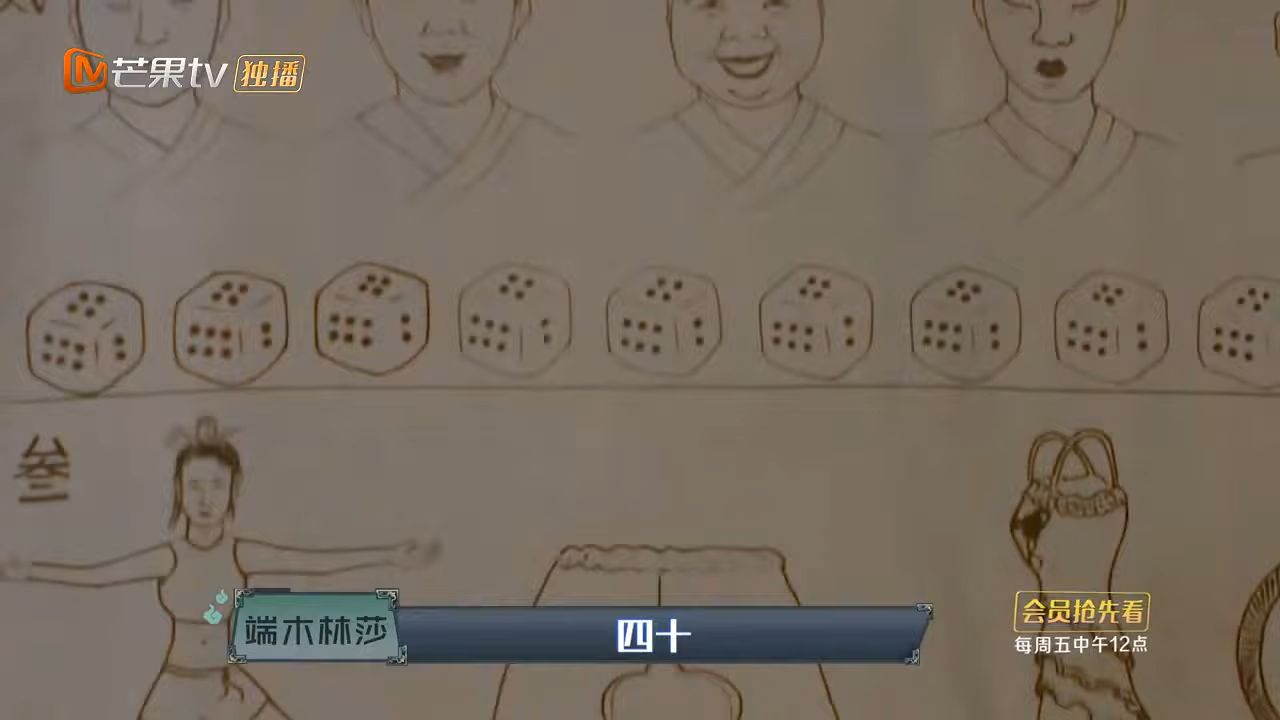 芒果tv 独播
叁
端木林莎
四十
会员抢先看
每周五中午12点